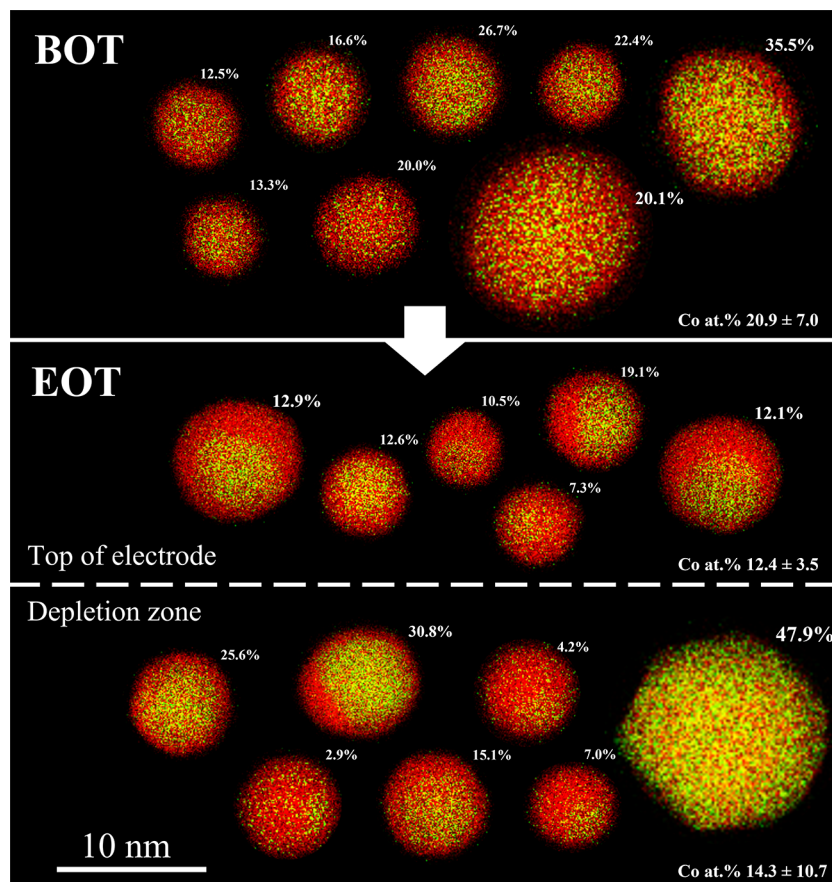 BOT
12.5%
16.6%
26.7%
22.4%
35.5%
13.3%
20.0%
20.1%
Co at.% 20.9 ± 7.0
EOT
12.9%
12.6%
10.5%
19.1%
7.3%
12.1%
Top of electrode
Co at.% 12.4 ± 3.5
Depletion zone
25.6%
30.8%
4.2%
47.9%
2.9%
15.1%
7.0%
10 nm
Co at.% 14.3 ± 10.7